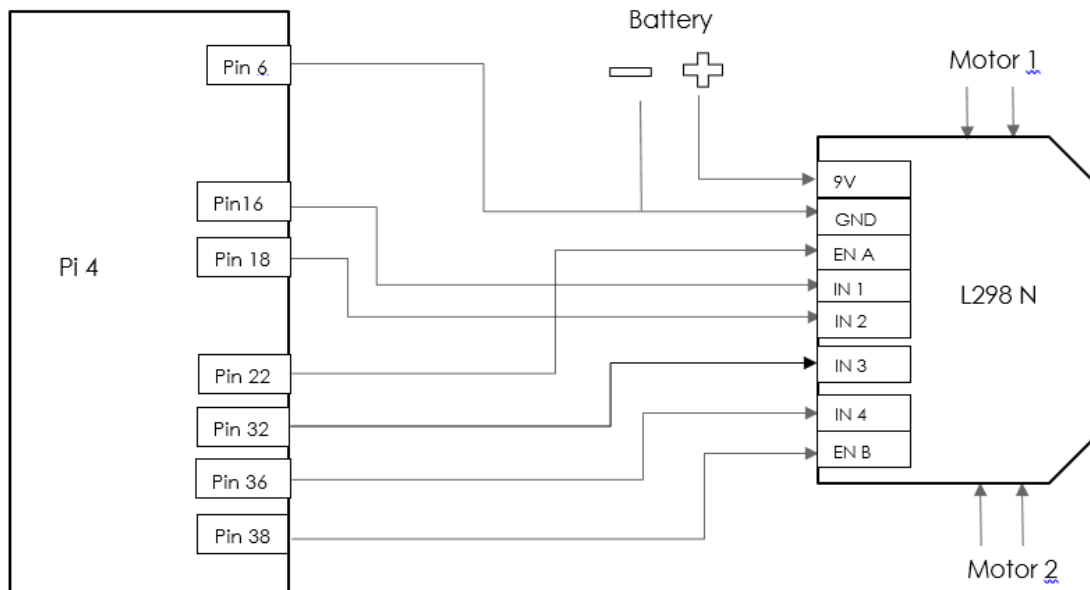 Battery
Pin 6
Motor 1
9V
Pin16
GND
Pin 18
EN A
Pi 4
IN 1
L298 N
IN 2
Pin 22
IN 3
Pin 32
IN 4
Pin 36
EN B
Pin 38
Motor 2